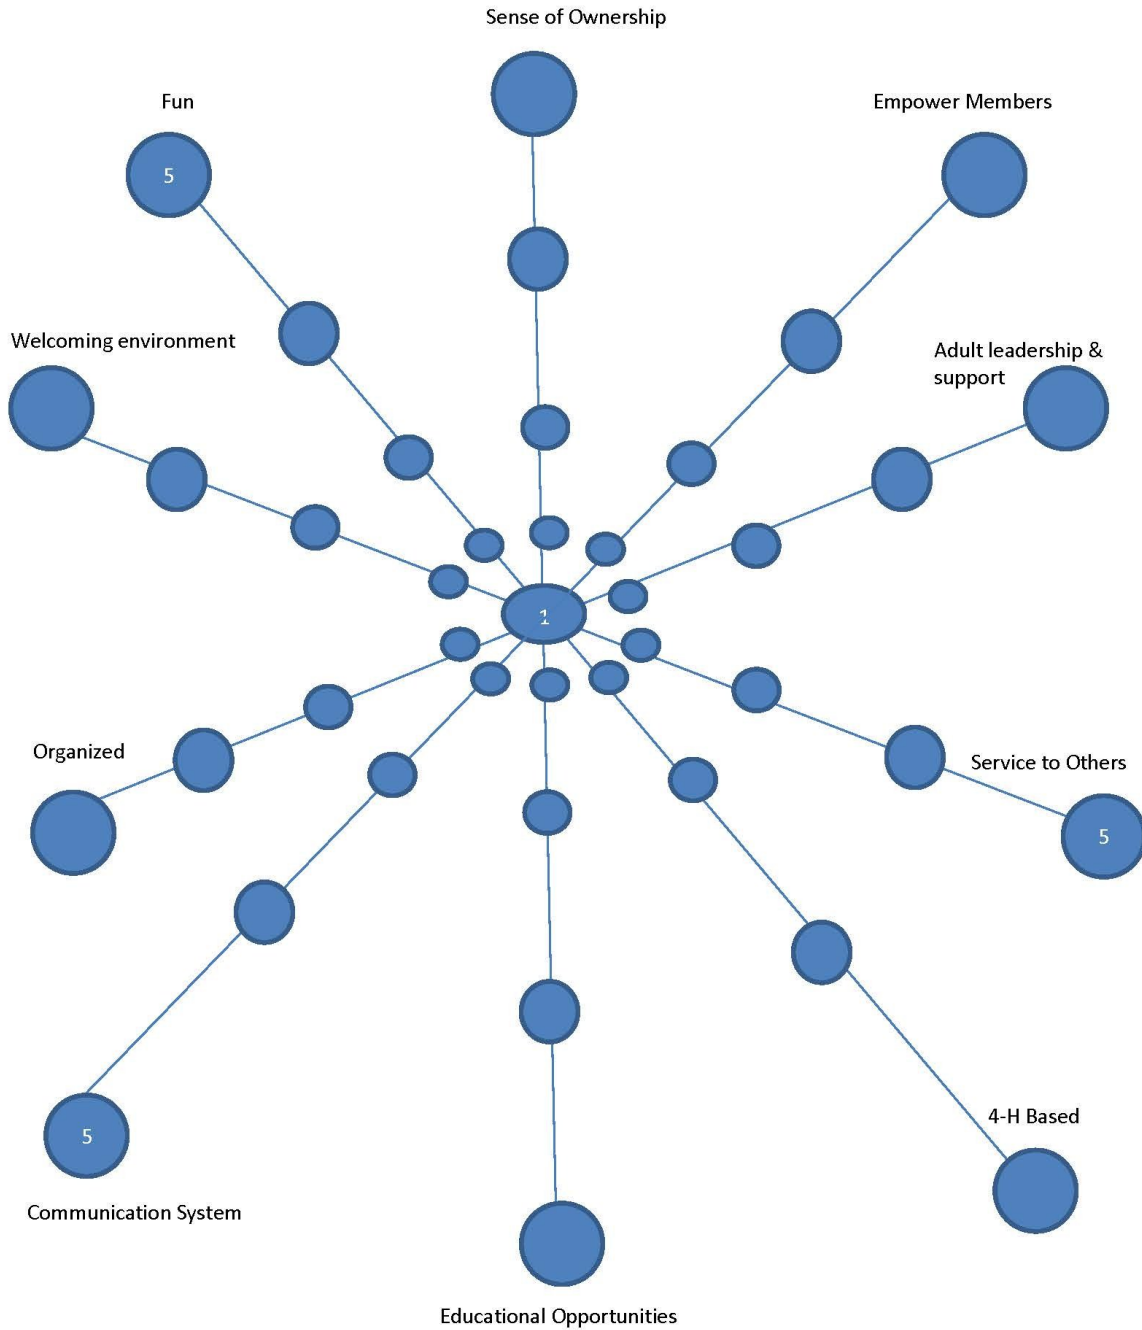 Sense of Ownership
Fun
Empower Members
5
Welcoming environment
Adult leadership &
support
1
Organized
Service to Others
5
4-H Based
5
Communication System
Educational Opportunities